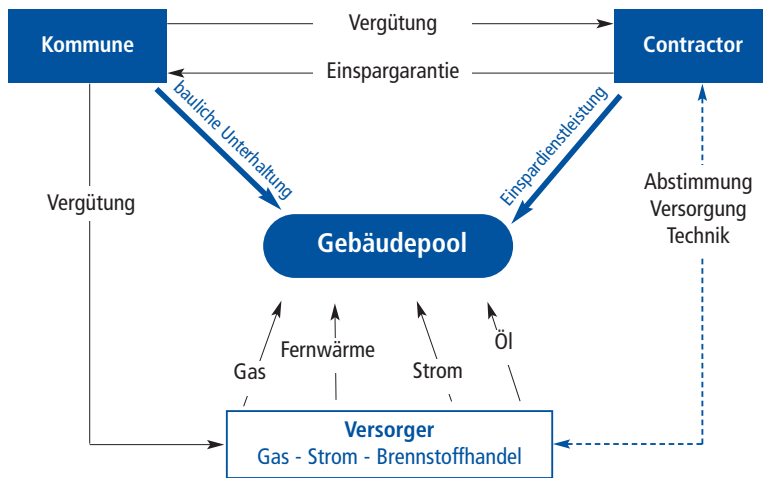 Vergütung
Kommune
Contractor
Einspargarantie
bauliche Unterhaltung
Einspardienstleistung
Vergütung
Abstimmung
Versorgung
Technik
Gebäudepool
Gas
Fernwärme
Strom
Öl
Versorger
Gas - Strom - Brennstoffhandel